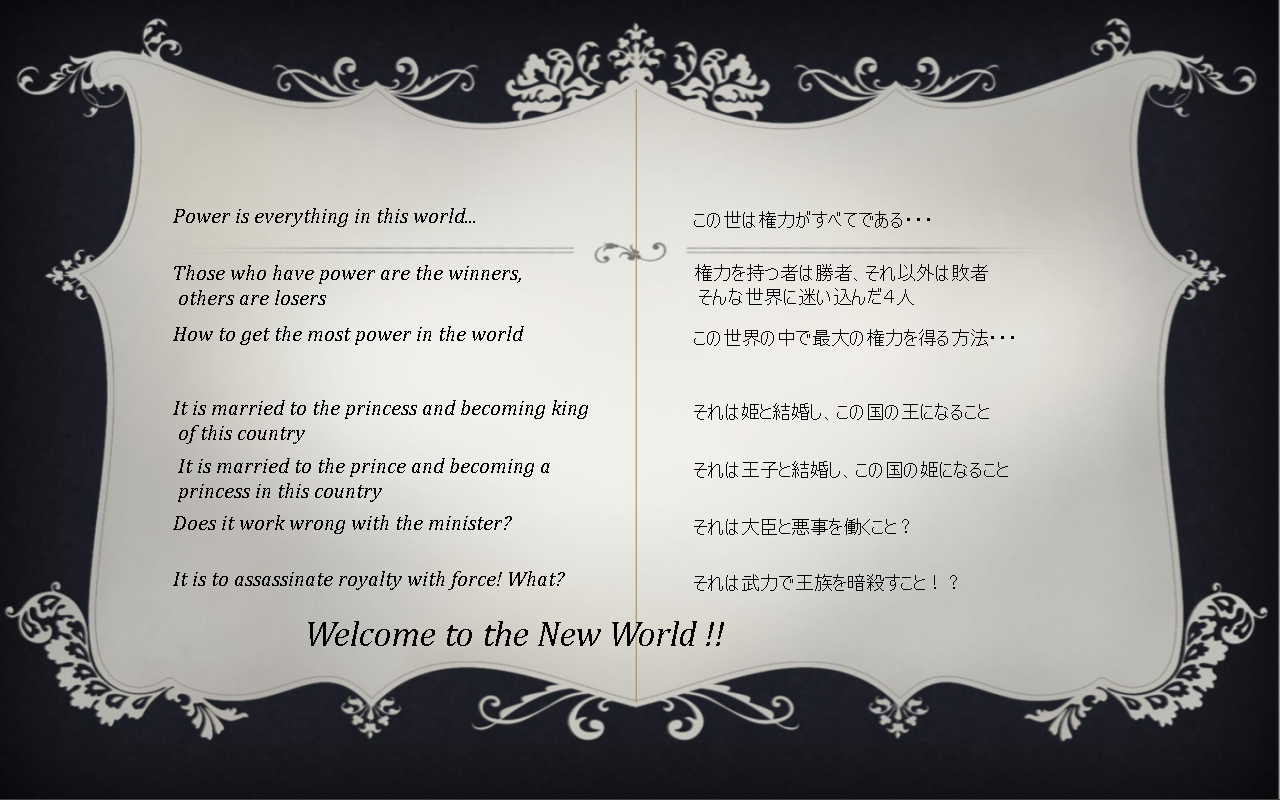 Power is everything in this world...
Those who have power are the winners,
others are losers
How to get the most power in the world
It is married to the princess and becoming king
of this country
It is married to the prince and becoming a
princess in this country
Does it work wrong with the minister?
It is to assassinate royalty with force! What?
この世は権力がすべてである・・・
権力を持つ者は勝者、それ以外は敗者
そんな世界に迷い込んだ４人
この世界の中で最大の権力を得る方法・・・
それは姫と結婚し、この国の王になること
それは王子と結婚し、この国の姫になること
それは大臣と悪事を働くこと？
それは武力で王族を暗殺すこと！？
Welcome to the New World !!